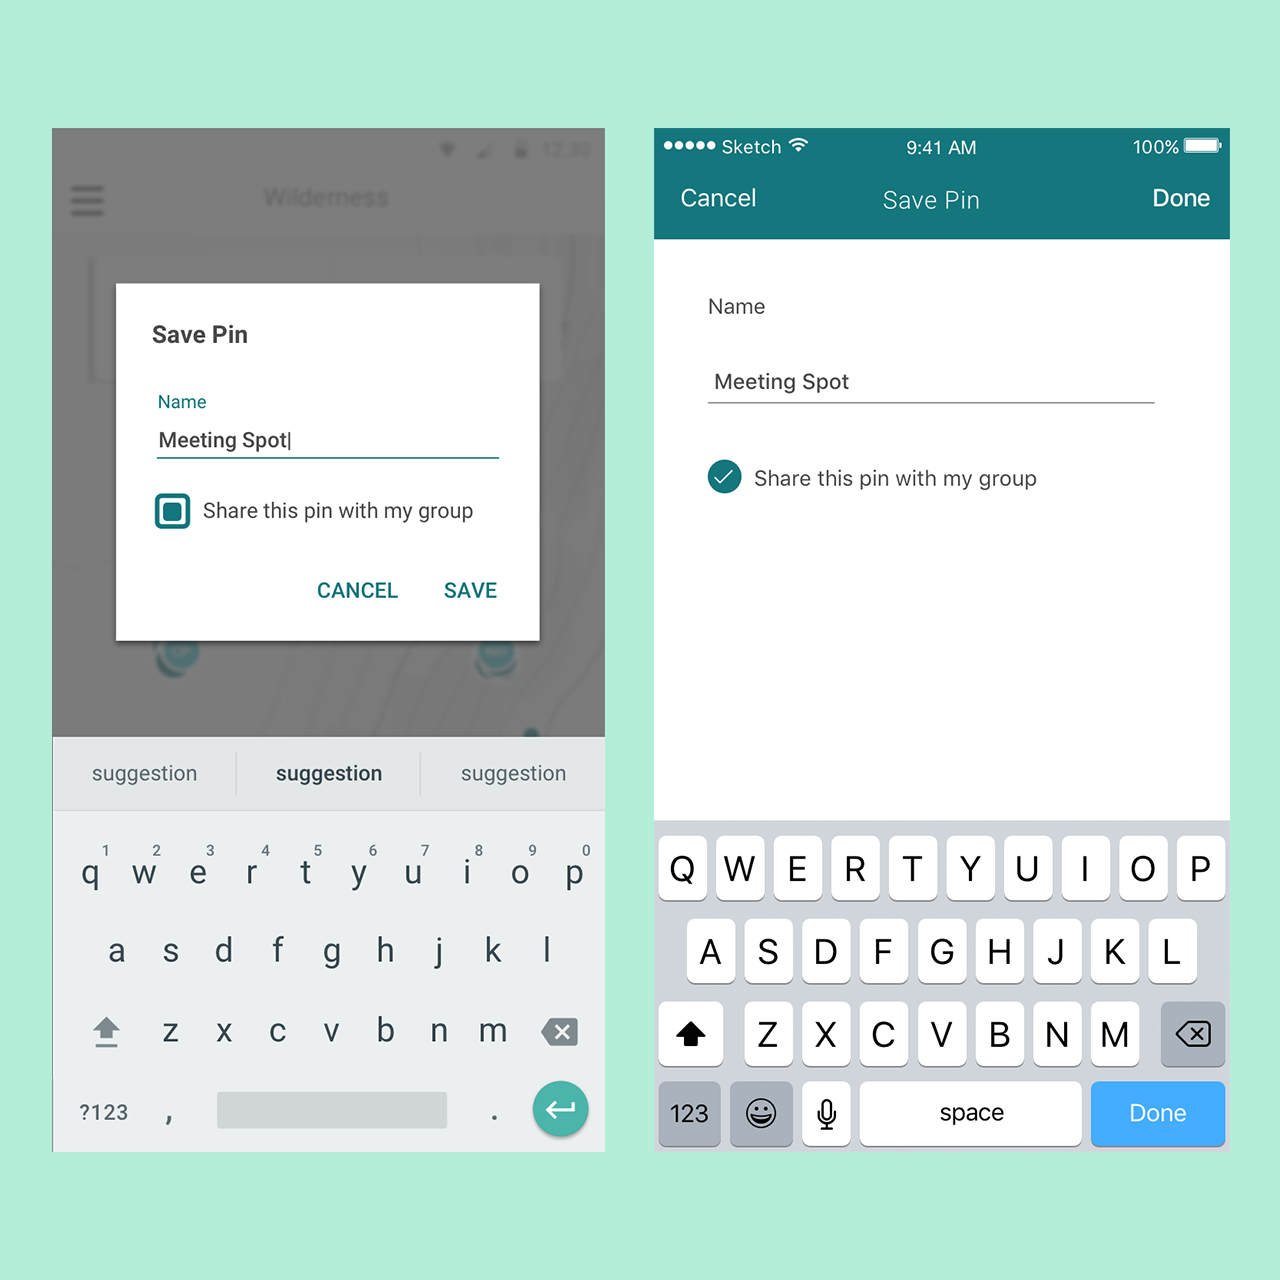 12:30
Wilderness
Save Pin
Name
Meeting Spot
Share this pin with my group
CANCEL SAVE
suggestion suggestion suggestion
1 2 3 4 5 6 7 8 9 0
q w e r t y u i o p
a s d f g h j k l
z x c v b n m
?123 , .
Sketch 9:41 AM 100%
Cancel Save Pin Done
Name
Meeting Spot
Share this pin with my group
Q W E R T Y U I O P
A S D F G H J K L
Z X C V B N M
123 space Done